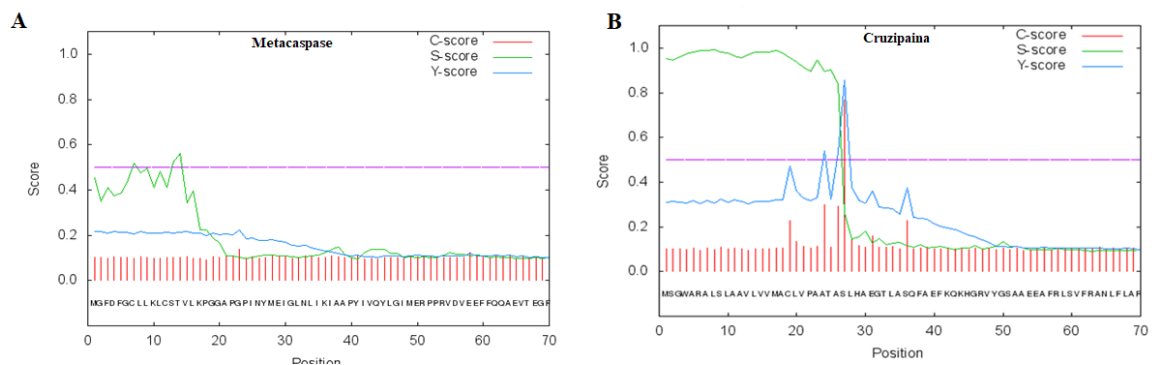 A
Metacaspase
C-score
S-score
Y-score
1.0
0.8
0.6
0.4
0.2
0.0
Score
MGFDFGCLLKLCSTVLKPGGAPGPINYMEIGLNLIKIAAPYIVQYLGIMERPPRVDVEEFFQQAEVTEGF
0 10 20 30 40 50 60 70
Position
B
Cruzipaina
C-score
S-score
Y-score
1.0
0.8
0.6
0.4
0.2
0.0
Score
MSGWARALSLAAVLVVMACLVPAATASLHAEGTLASQFAEFKQKHGRVYGSAAEEAFRLSVFRANLFLAR
0 10 20 30 40 50 60 70
Position